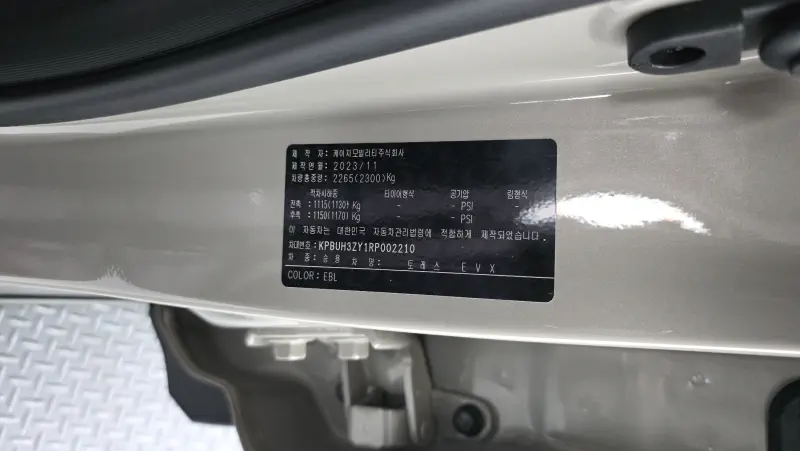 제 작 자: 케이지모빌리티주식회사
제작연월: 2023/11
차량총중량: 2265(2300)Kg
적차시하중 타이어형식 공기압 림형식
전축 : 1115(1130) Kg - - PSI -
후축 : 1150(1170) Kg - - PSI -
이 자동차는 대한민국 자동차관리법령에 적합하게 제작되었습니다.
차대번호: KPBUH3ZY1RP002210
차 종: 승용 차 명: 토레스 EVX
COLOR: EBL